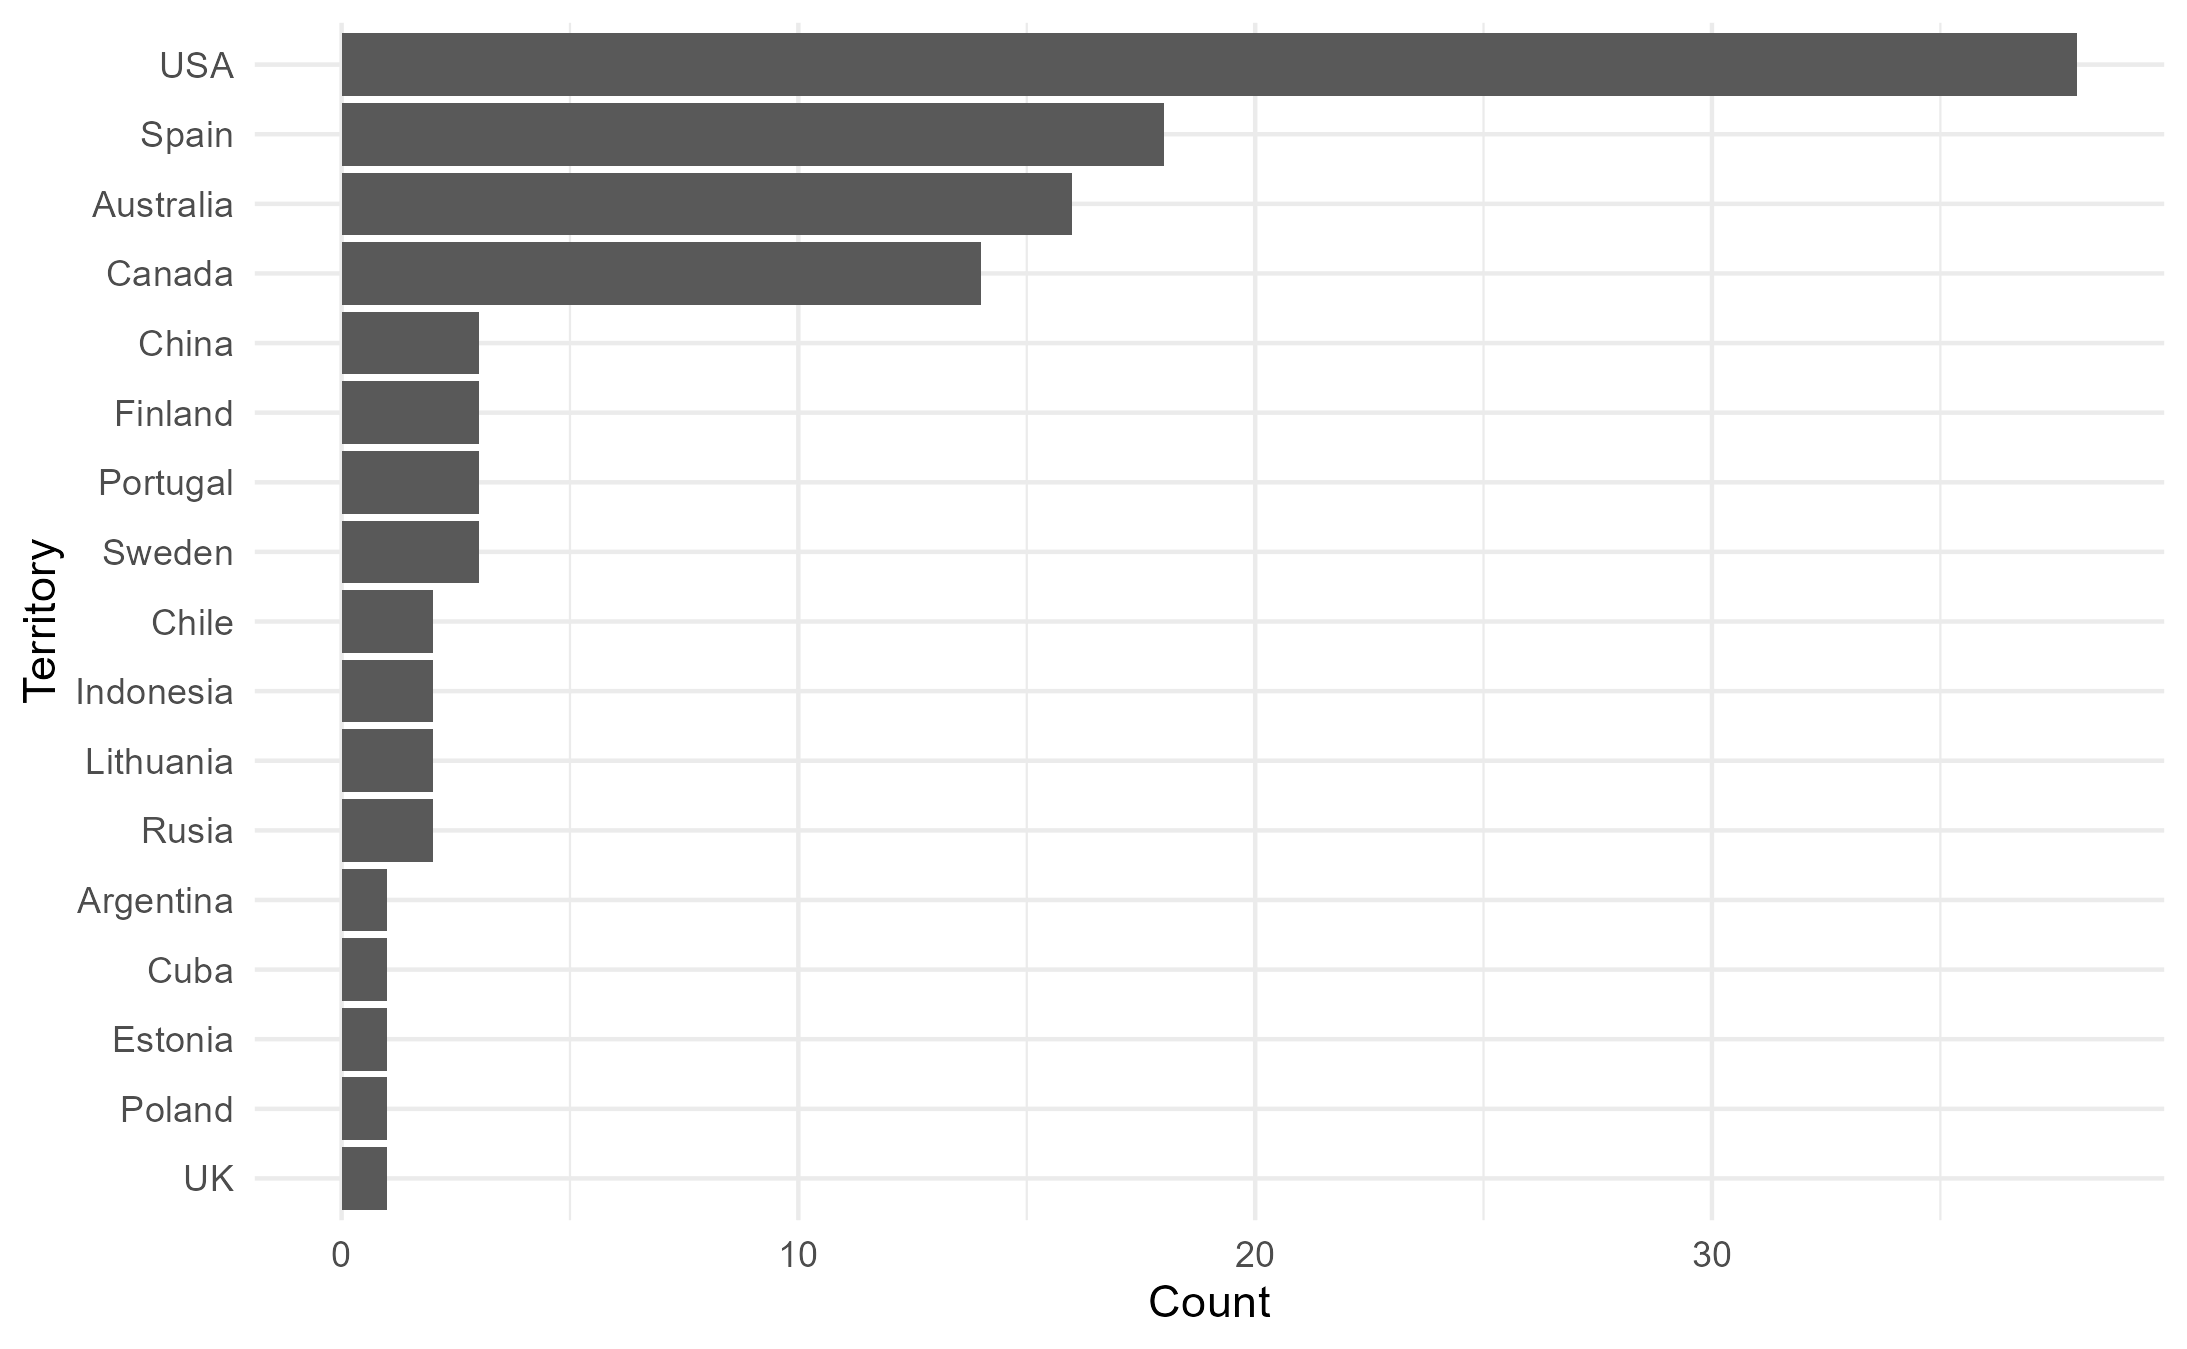 USA
Spain
Australia
Canada
China
Finland
Portugal
Sweden
Chile
Indonesia
Lithuania
Rusia
Argentina
Cuba
Estonia
Poland
UK
Territory
0 10 20 30
Count